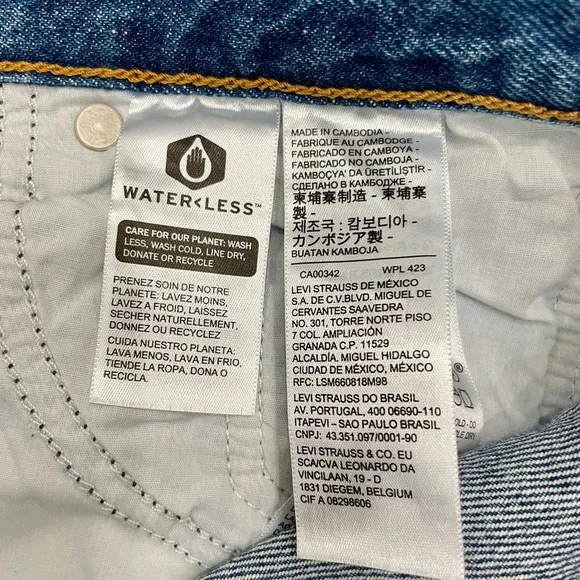 WATER<LESS™
CARE FOR OUR PLANET: WASH
LESS, WASH COLD, LINE DRY,
DONATE OR RECYCLE
PRENEZ SOIN DE NOTRE
PLANETE: LAVEZ MOINS,
LAVEZ A FROID, LAISSEZ
SECHER NATURELLEMENT.
DONNEZ OU RECYCLEZ
CUIDA NUESTRO PLANETA:
LAVA MENOS, LAVA EN FRIO,
TIENDE LA ROPA, DONA O
RECICLA.
MADE IN CAMBODIA -
FABRIQUE AU CAMBODGE -
FABRICADO EN CAMBOYA -
FABRICADO NO CAMBOJA -
KAMBOÇYA' DA ÜRETİLİŞTİR -
СДЕЛАНО В КАМБОДЖЕ -
柬埔寨制造 - 柬埔寨
製 -
제조국 : 캄보디아 -
カンボジア製 -
BUATAN KAMBOJA
CA00342 WPL 423
LEVI STRAUSS DE MÉXICO
S.A. DE C.V.BLVD. MIGUEL DE
CERVANTES SAAVEDRA
NO. 301, TORRE NORTE PISO
7 COL. AMPLIACIÓN
GRANADA C.P. 11529
ALCALDÍA. MIGUEL HIDALGO
CIUDAD DE MÉXICO, MÉXICO
RFC: LSM660818M98
LEVI STRAUSS DO BRASIL
AV. PORTUGAL, 400 06690-110
ITAPEVI - SAO PAULO BRASIL
CNPJ: 43.351.097/0001-90
LEVI STRAUSS & CO. EU
SCA/CVA LEONARDO DA
VINCILAAN, 19 - D
1831 DIEGEM, BELGIUM
CIF A 08298606